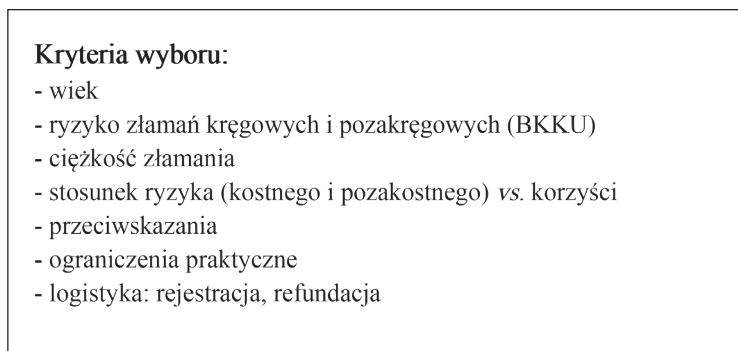 Kryteria wyboru:
- wiek
- ryzyko złamań kręgowych i pozakręgowych (BKKU)
- ciężkość złamania
- stosunek ryzyka (kostnego i pozakostnego) vs. korzyści
- przeciwskazania
- ograniczenia praktyczne
- logistyka: rejestracja, refundacja